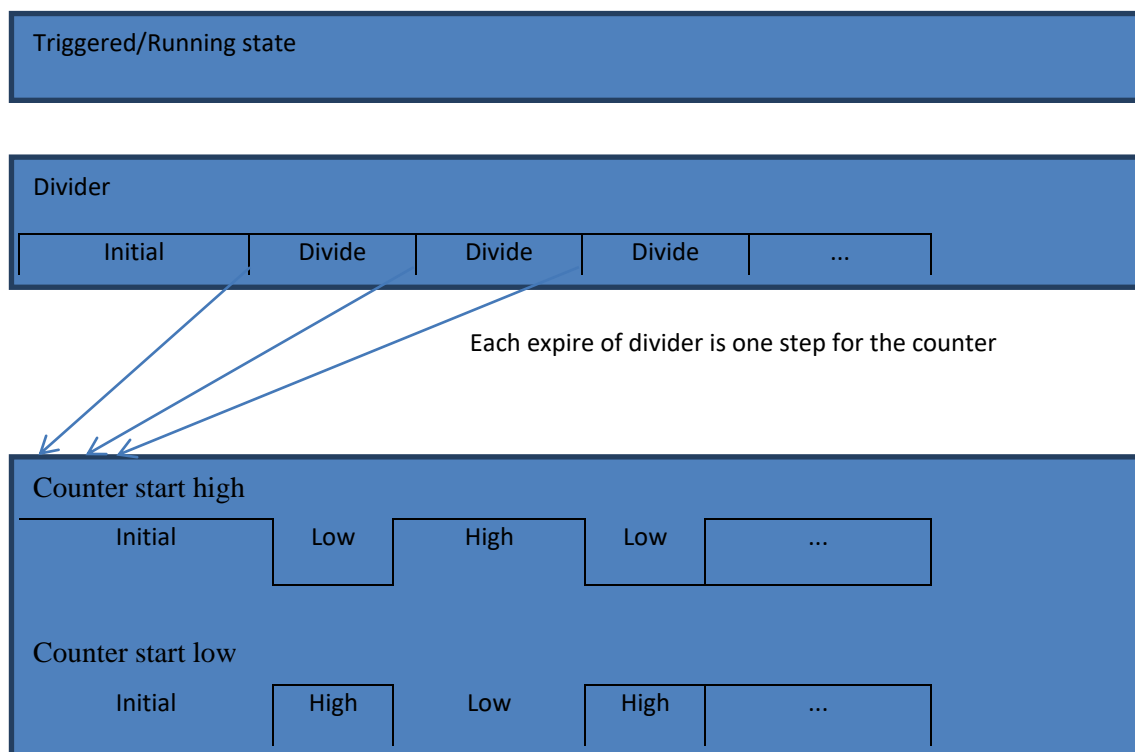 Triggered/Running state
Divider
Initial Divide Divide Divide ...
Each expire of divider is one step for the counter
Counter start high
Initial Low High Low ...
Counter start low
Initial High Low High ...